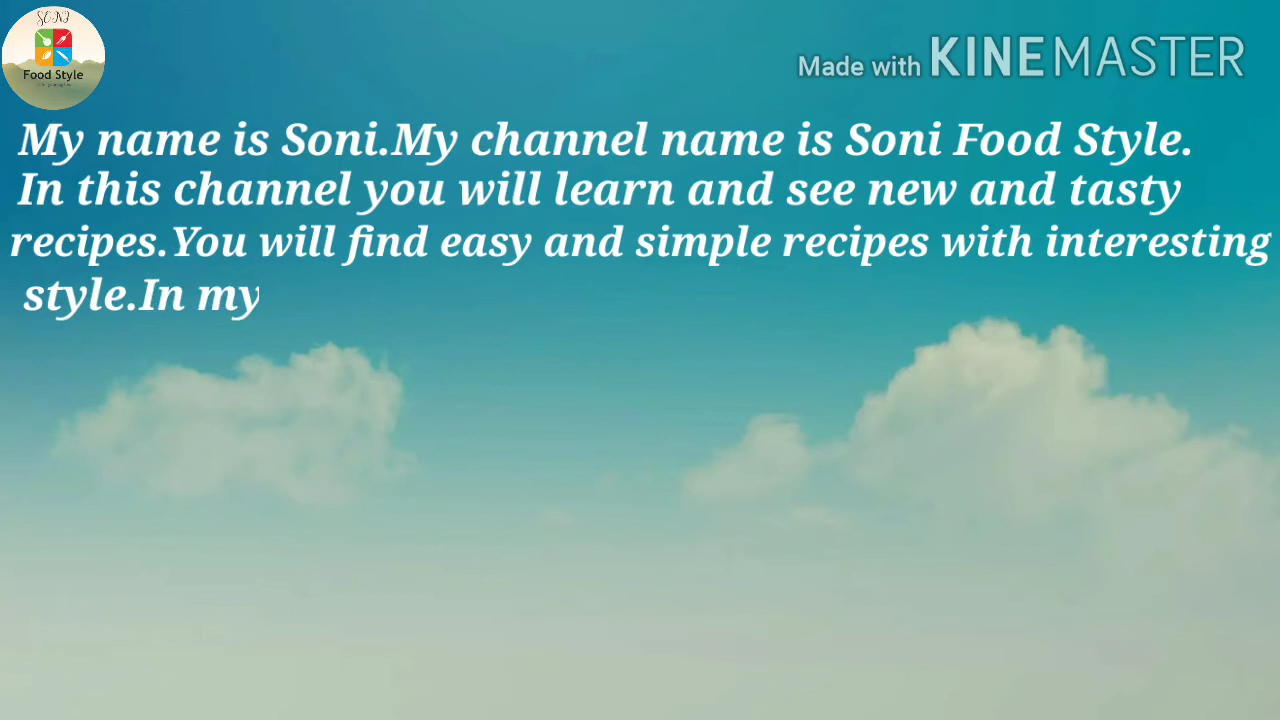 SONI
Food Style
Made with KINEMASTER
My name is Soni.My channel name is Soni Food Style.
In this channel you will learn and see new and tasty
recipes.You will find easy and simple recipes with interesting
style.In my